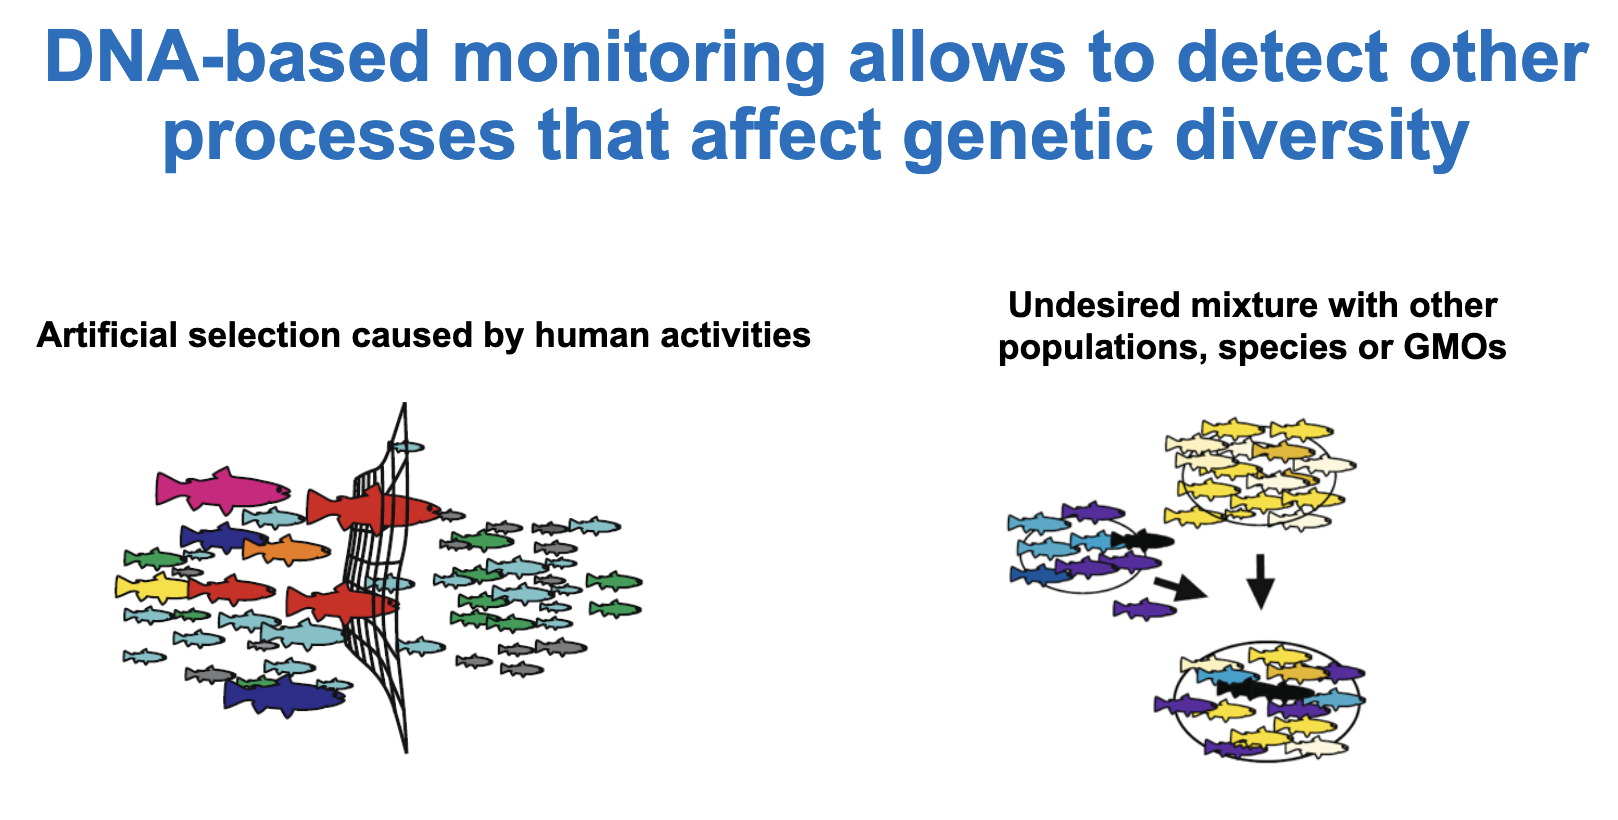 DNA-based monitoring allows to detect other
processes that affect genetic diversity
Artificial selection caused by human activities
Undesired mixture with other
populations, species or GMOs